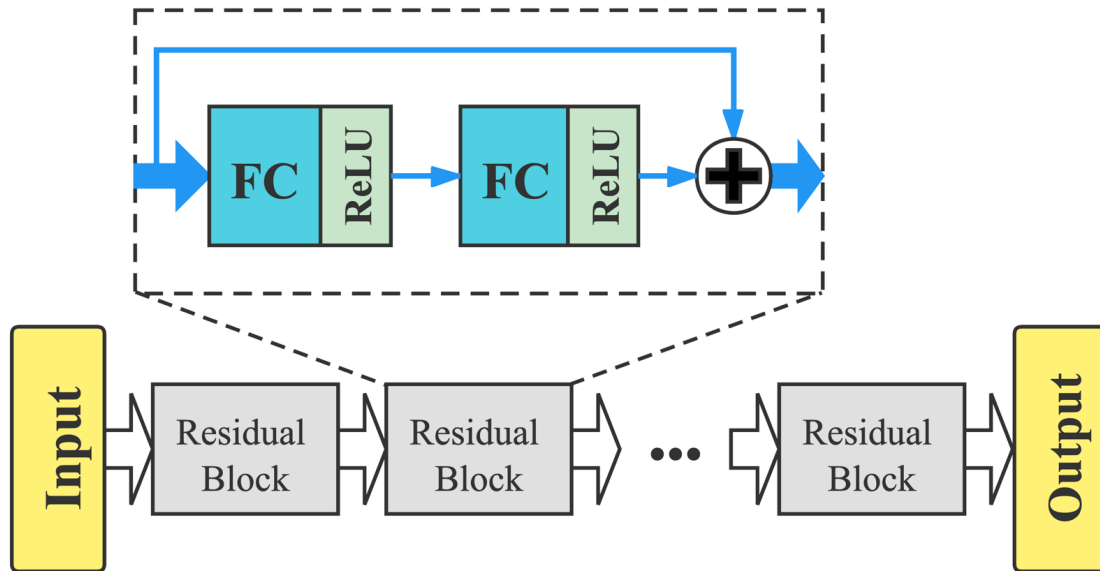 FC
ReLU
FC
ReLU
Input
Residual
Block
Residual
Block
•••
Residual
Block
Output